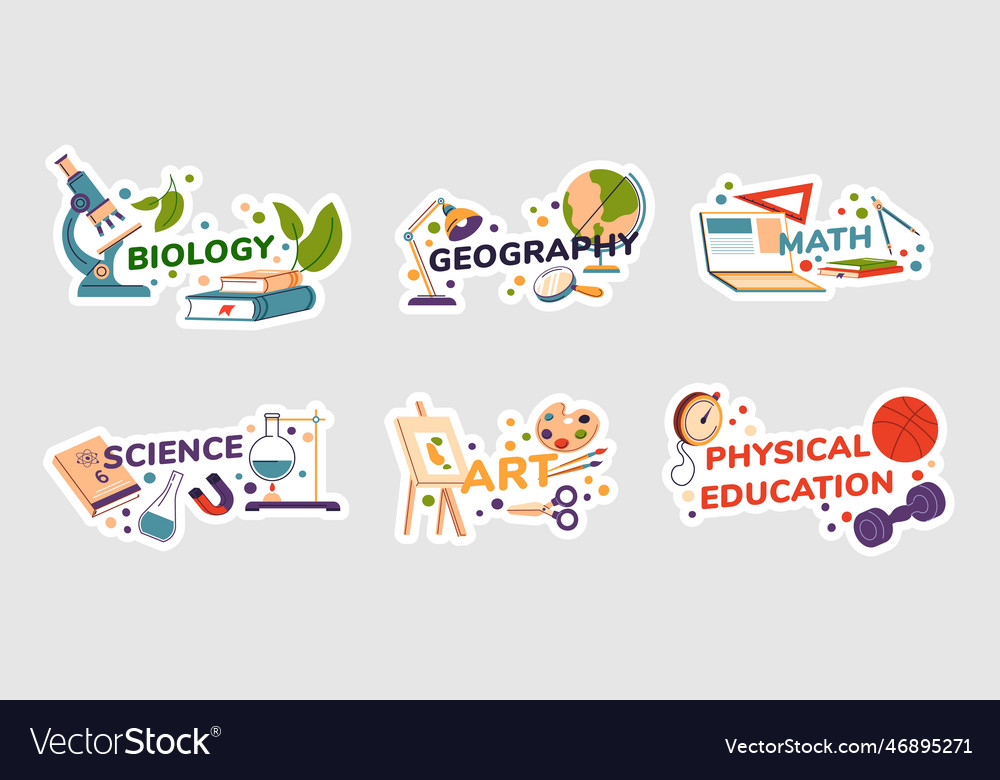 BIOLOGY
GEOGRAPHY
MATH
SCIENCE
6
ART
PHYSICAL
EDUCATION
VectorStock®
VectorStock.com/46895271